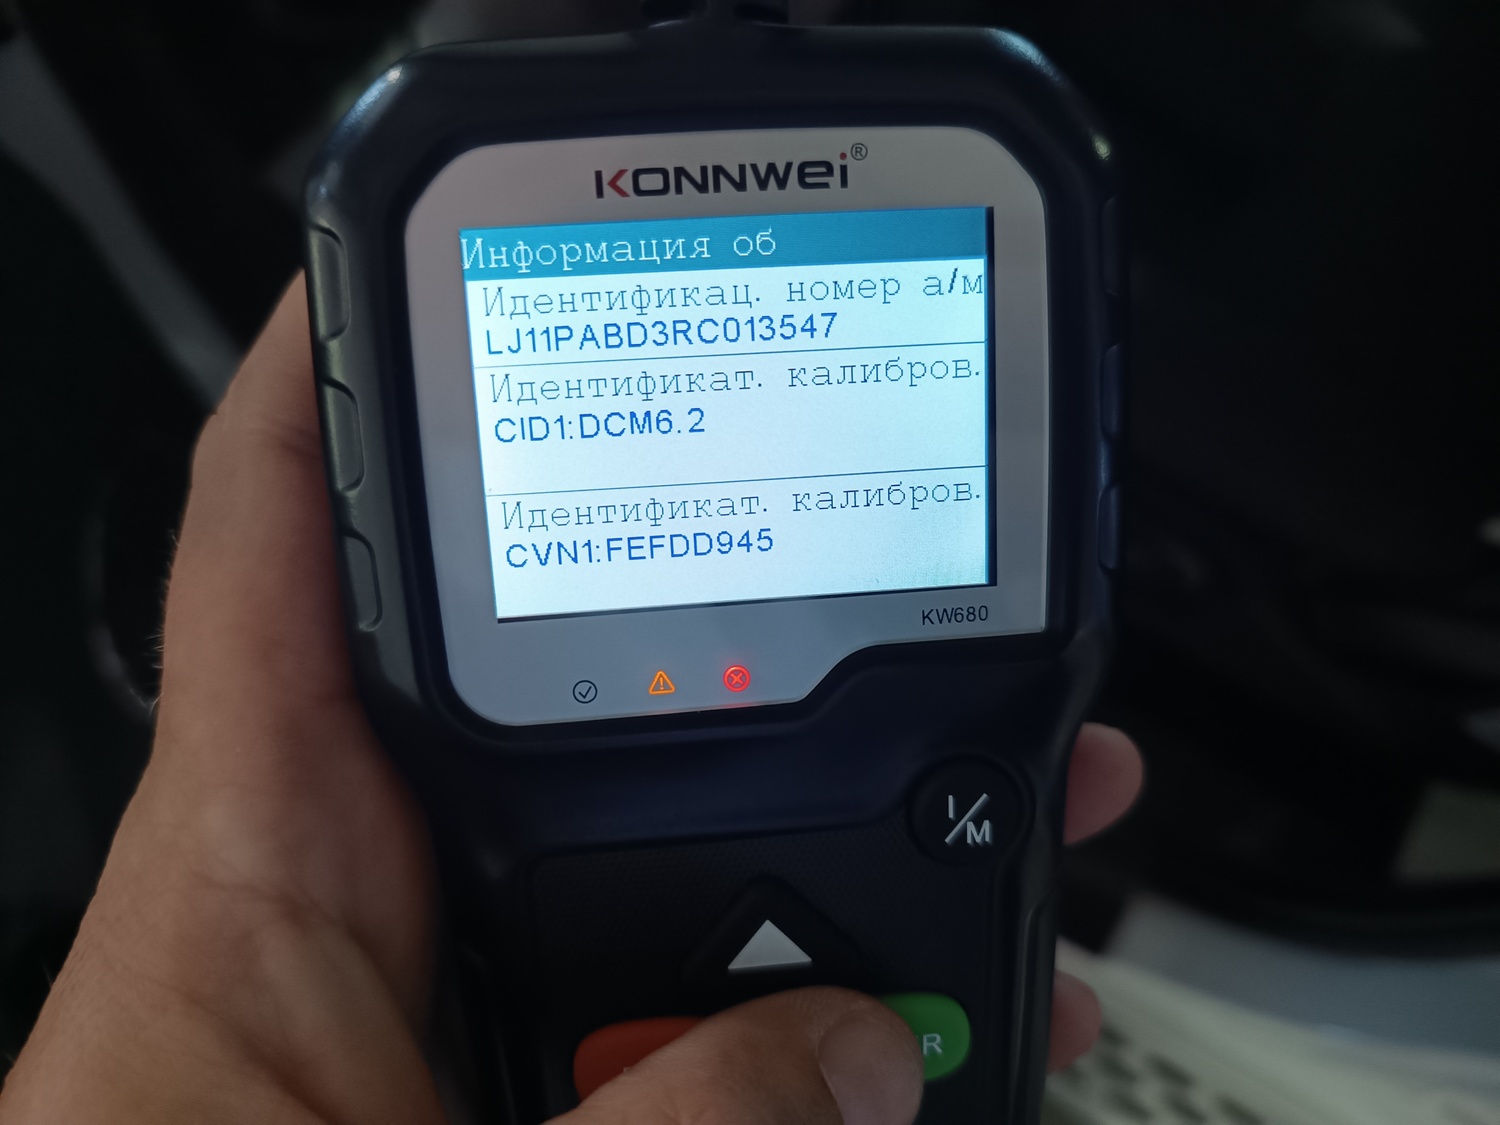 KONNWEI®
Информация об
Идентификац. номер а/м
LJ11PABD3RC013547
Идентификат. калибров.
CID1:DCM6.2
Идентификат. калибров.
CVN1:FEFDD945
KW680
I/M
R